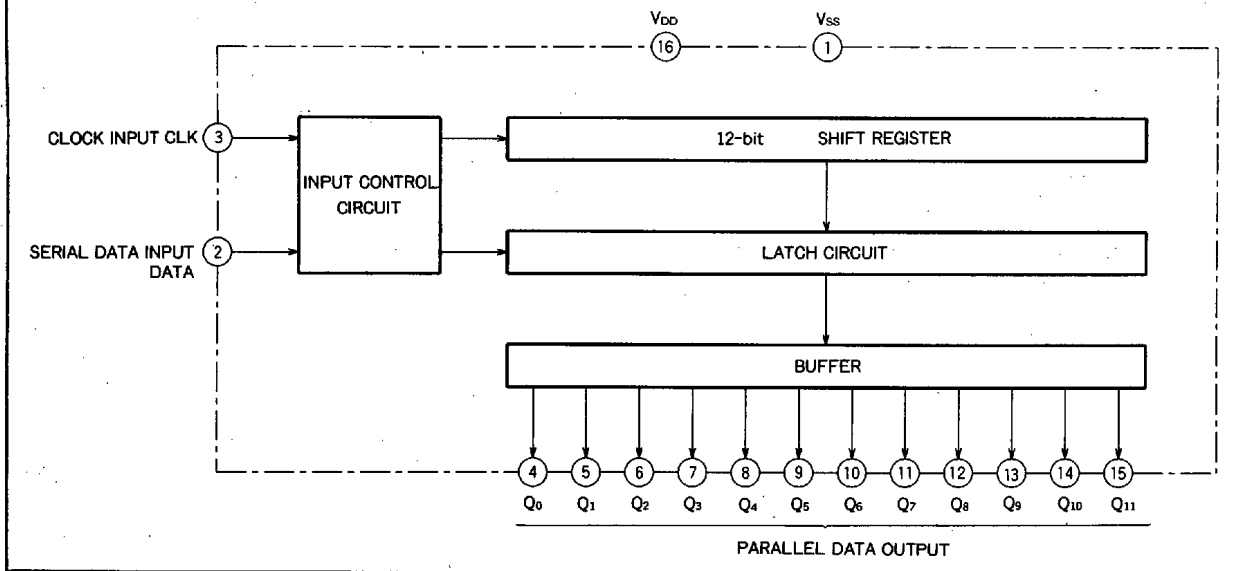 VDD
VSS
16
1
CLOCK INPUT CLK
3
INPUT CONTROL
CIRCUIT
12-bit SHIFT REGISTER
SERIAL DATA INPUT
DATA
2
LATCH CIRCUIT
BUFFER
4 5 6 7 8 9 10 11 12 13 14 15
Q0 Q1 Q2 Q3 Q4 Q5 Q6 Q7 Q8 Q9 Q10 Q11
PARALLEL DATA OUTPUT